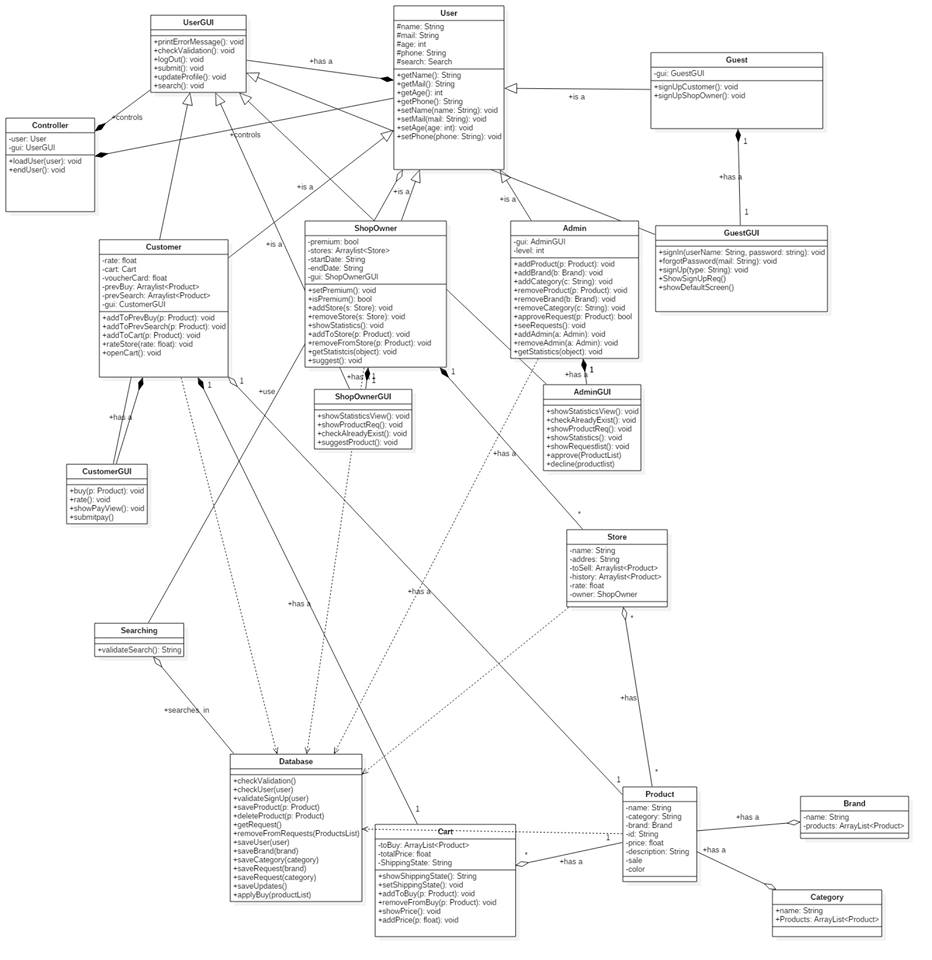 UserGUI
+printErrorMessage(): void
+checkValidation(): void
+logOut(): void
+submit(): void
+updateProfile(): void
+search(): void
User
#name: String
#mail: String
#age: int
#phone: String
#search: Search
+getName(): String
+getMail(): String
+getAge(): int
+getPhone(): String
+setName(name: String): void
+setMail(mail: String): void
+setAge(age: int): void
+setPhone(phone: String): void
Guest
-gui: GuestGUI
+signUpCustomer(): void
+signUpShopOwner(): void
+has a
+is a
Controller
-user: User
-gui: UserGUI
+loadUser(user): void
+endUser(): void
+controls
+controls
1
+has a
1
+is a
+is a
+is a
+is a
GuestGUI
+signIn(userName: String, password: string): void
+forgotPassword(mail: String): void
+signUp(type: String): void
+ShowSignUpReq()
+showDefaultScreen()
Customer
-rate: float
-cart: Cart
-voucherCard: float
-prevBuy: Arraylist<Product>
-prevSearch: Arraylist<Product>
-gui: CustomerGUI
+addToPrevBuy(p: Product): void
+addToPrevSearch(p: Product): void
+addToCart(p: Product): void
+rateStore(rate: float): void
+openCart(): void
ShopOwner
-premium: bool
-stores: Arraylist<Store>
-startDate: String
-endDate: String
-gui: ShopOwnerGUI
+setPremium(): void
+isPremium(): bool
+addStore(s: Store): void
+removeStore(s: Store): void
+showStatistics(): void
+addToStore(p: Product): void
+removeFromStore(p: Product): void
+getStatistcis(object): void
+suggest(): void
Admin
-gui: AdminGUI
-level: int
+addProduct(p: Product): void
+addBrand(b: Brand): void
+addCategory(c: String): void
+removeProduct(p: Product): void
+removeBrand(b: Brand): void
+removeCategory(c: String): void
+approveRequest(p: Product): bool
+seeRequests(): void
+addAdmin(a: Admin): void
+removeAdmin(a: Admin): void
+getStatistics(object): void
1
1
+use
+has
1
1
+has a
1
ShopOwnerGUI
+showStatisticsView(): void
+showProductReq(): void
+checkAlreadyExist(): void
+suggestProduct(): void
AdminGUI
+showStatisticsView(): void
+checkAlreadyExist(): void
+showProductReq(): void
+showStatistics(): void
+showRequestlist(): void
+approve(ProductList)
+decline(productlist)
+has a
+has a
CustomerGUI
+buy(p: Product): void
+rate(): void
+showPayView(): void
+submitpay()
*
Store
-name: String
-addres: String
-toSell: Arraylist<Product>
-history: Arraylist<Product>
-rate: float
-owner: ShopOwner
*
+has a
+has a
Searching
+validateSearch(): String
+searches_in
+has
Database
+checkValidation()
+checkUser(user)
+validateSignUp(user)
+saveProduct(p: Product)
+deleteProduct(p: Product)
+getRequest()
+removeFromRequests(ProductsList)
+saveUser(user)
+saveBrand(brand)
+saveCategory(category)
+saveRequest(brand)
+saveRequest(category)
+saveUpdates()
+applyBuy(productList)
1
Cart
-toBuy: ArrayList<Product>
-totalPrice: float
-ShippingState: String
+showShippingState(): String
+setShippingState(): void
+addToBuy(p: Product): void
+removeFromBuy(p: Product): void
+showPrice(): void
+addPrice(p: float): void
*
+has a
1
1
*
Product
-name: String
-category: String
-brand: Brand
-id: String
-price: float
-description: String
-sale
-color
+has a
Brand
-name: String
-products: ArrayList<Product>
+has a
Category
+name: String
+Products: ArrayList<Product>